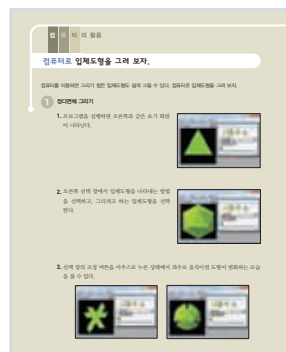 컴퓨터의 활용
컴퓨터로 입체도형을 그려 보자.
컴퓨터를 이용하면 그리기 힘든 입체도형도 쉽게 그릴 수 있다. 컴퓨터로 입체도형을 그려 보자.
1 정다면체 그리기
1. 프로그램을 실행하면 오른쪽과 같은 초기 화면
이 나타난다.
2. 오른쪽 선택 창에서 입체도형을 나타내는 방법
을 선택하고, 그리려고 하는 입체도형을 선택
한다.
3. 선택 창의 조정 버튼을 마우스로 누른 상태에서 좌우로 움직이면 도형이 변화하는 모습
을 볼 수 있다.